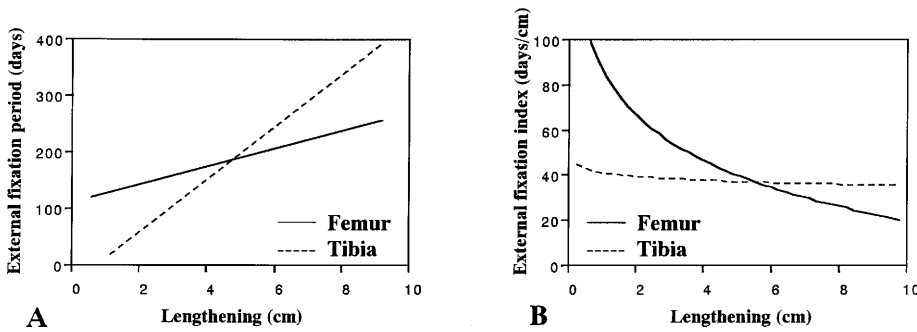 External fixation period (days)
400
300
200
100
0
0 2 4 6 8 10
Lengthening (cm)
Femur
Tibia
A
External fixation index (days/cm)
100
80
60
40
20
0
0 2 4 6 8 10
Lengthening (cm)
Femur
Tibia
B